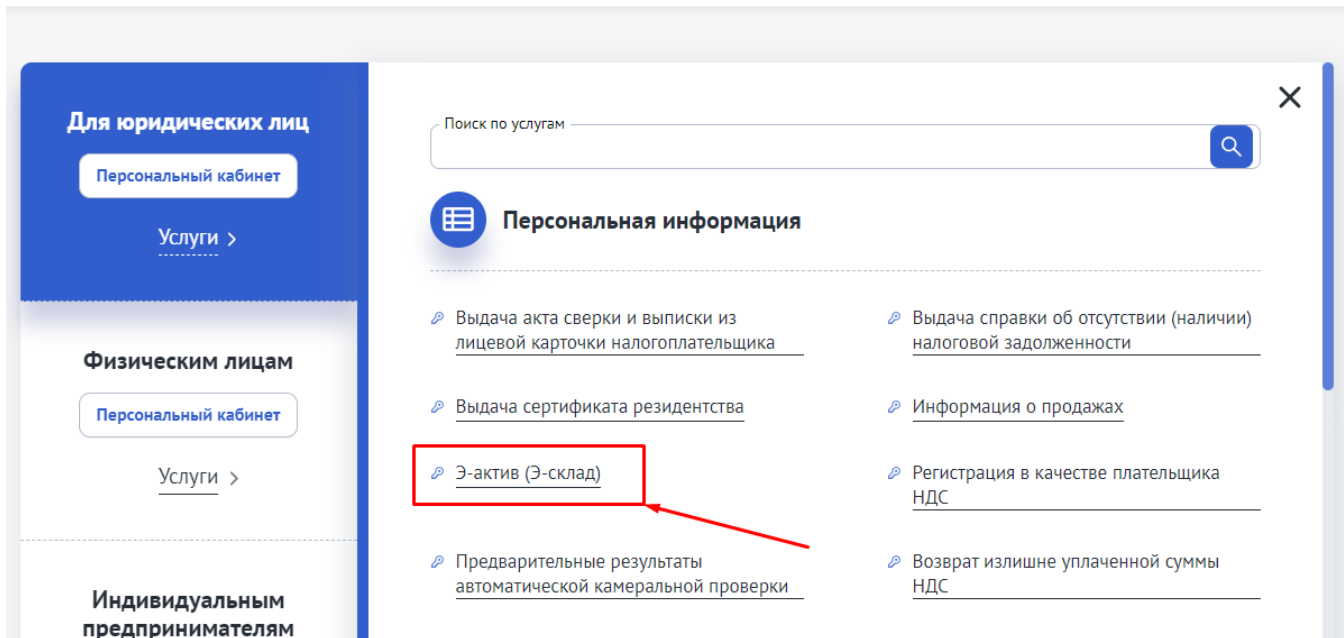 Для юридических лиц
Персональный кабинет
Услуги
Физическим лицам
Персональный кабинет
Услуги
Индивидуальным
предпринимателям
Поиск по услугам
Персональная информация
Выдача акта сверки и выписки из
лицевой карточки налогоплательщика
Выдача справки об отсутствии (наличии)
налоговой задолженности
Выдача сертификата резидентства
Информация о продажах
Э-актив (Э-склад)
Регистрация в качестве плательщика
НДС
Предварительные результаты
автоматической камеральной проверки
Возврат излишне уплаченной суммы
НДС